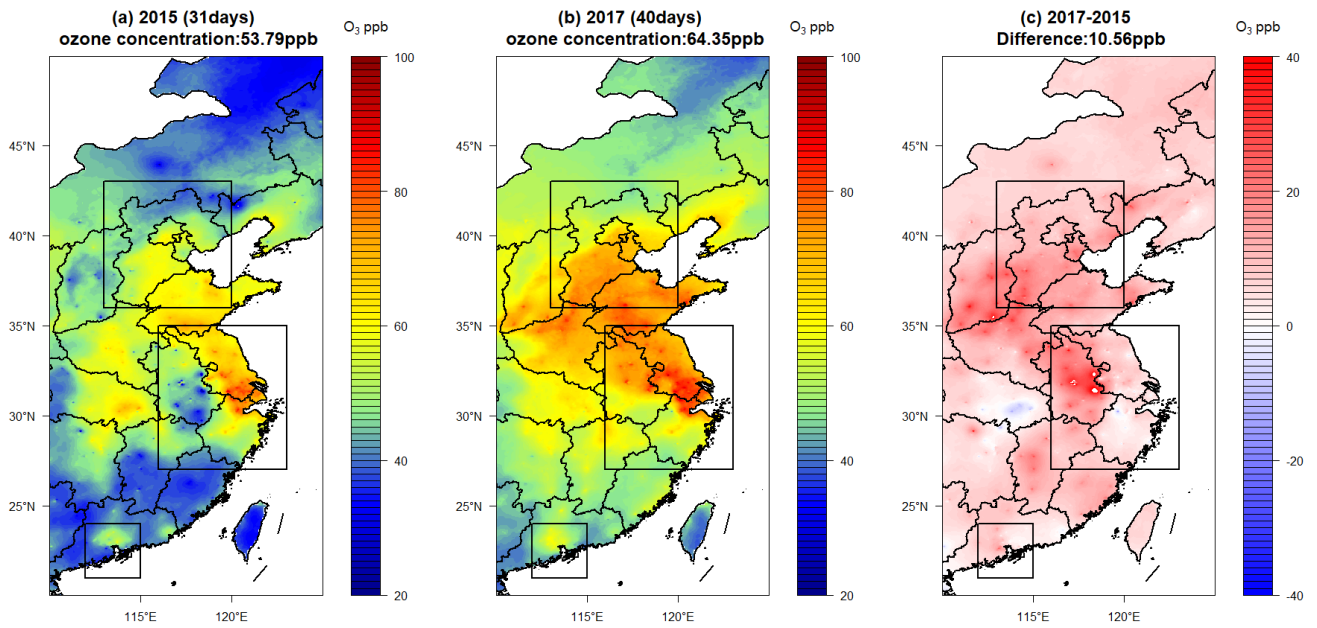 (a) 2015 (31days)
ozone concentration:53.79ppb
O₃ ppb
(b) 2017 (40days)
ozone concentration:64.35ppb
O₃ ppb
(c) 2017-2015
Difference:10.56ppb
O₃ ppb
45°N
40°N
35°N
30°N
25°N
115°E
120°E
100
80
60
40
20
45°N
40°N
35°N
30°N
25°N
115°E
120°E
100
80
60
40
20
45°N
40°N
35°N
30°N
25°N
115°E
120°E
40
20
0
-20
-40